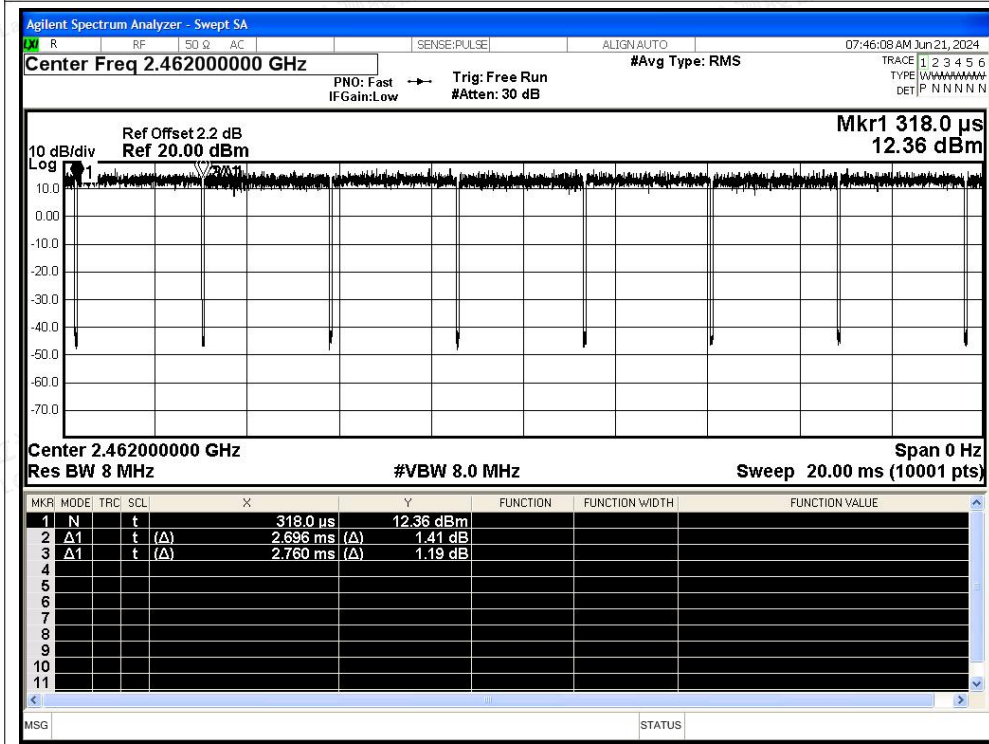 Agilent Spectrum Analyzer - Swept SA
LXI R RF 50 Ω AC SENSE:PULSE ALIGN AUTO 07:46:08 AM Jun 21, 2024
Center Freq 2.462000000 GHz #Avg Type: RMS TRACE 1 2 3 4 5 6
PNO: Fast Trig: Free Run TYPE WWWWWW
IFGain:Low #Atten: 30 dB DET P N N N N N
Mkr1 318.0 µs
Ref Offset 2.2 dB
10 dB/div Ref 20.00 dBm 12.36 dBm
Log
1
10.0
0.00
-10.0
-20.0
-30.0
-40.0
-50.0
-60.0
-70.0
Center 2.462000000 GHz Span 0 Hz
Res BW 8 MHz #VBW 8.0 MHz Sweep 20.00 ms (10001 pts)
MKR MODE TRC SCL X Y FUNCTION FUNCTION WIDTH FUNCTION VALUE
1 N t 318.0 µs 12.36 dBm
2 Δ1 t (Δ) 2.696 ms (Δ) 1.41 dB
3 Δ1 t (Δ) 2.760 ms (Δ) 1.19 dB
4
5
6
7
8
9
10
11
MSG STATUS